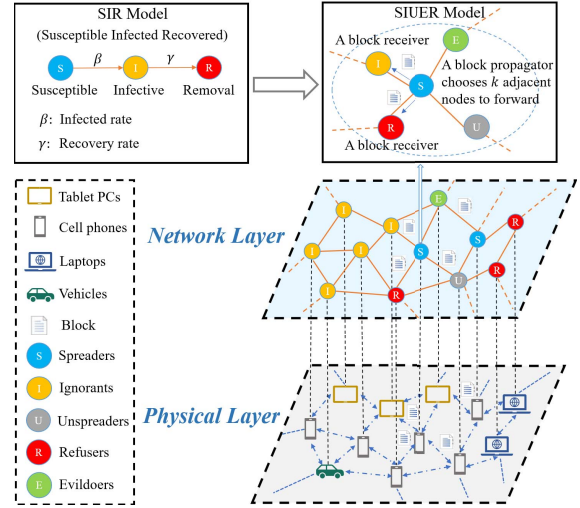 SIR Model
(Susceptible Infected Recovered)
S
β
I
γ
R
Susceptible
Infective
Removal
β: Infected rate
γ: Recovery rate
SIUER Model
A block receiver
E
I
S
A block propagator
chooses k adjacent
nodes to forward
R
U
A block receiver
Tablet PCs
Cell phones
Laptops
Vehicles
Block
S Spreaders
I Ignorants
U Unspreaders
R Refusers
E Evildoers
Network Layer
I
E
I
I
R
S
I
I
S
R
U
I
R
Physical Layer